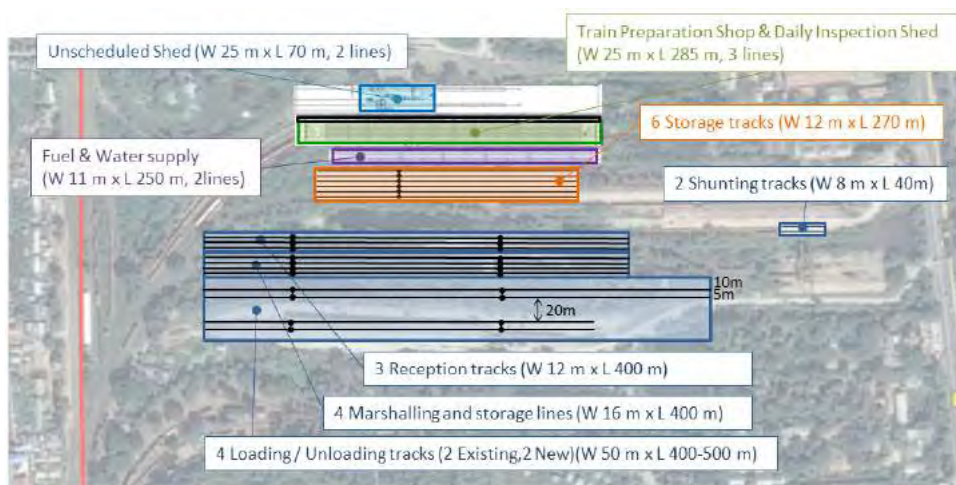 Unscheduled Shed (W 25 m x L 70 m, 2 lines)
Train Preparation Shop & Daily Inspection Shed
(W 25 m x L 285 m, 3 lines)
6 Storage tracks (W 12 m x L 270 m)
Fuel & Water supply
(W 11 m x L 250 m, 2lines)
2 Shunting tracks (W 8 m x L 40m)
10m
5m
20m
3 Reception tracks (W 12 m x L 400 m)
4 Marshalling and storage lines (W 16 m x L 400 m)
4 Loading / Unloading tracks (2 Existing,2 New)(W 50 m x L 400-500 m)